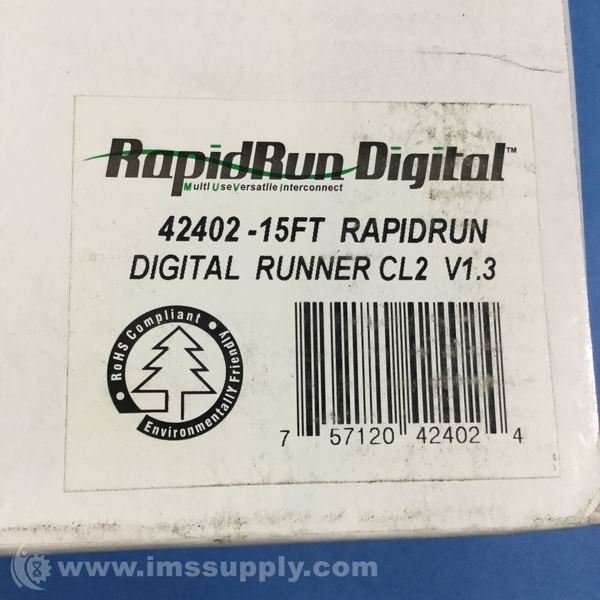 RapidRun Digital™
Multi Use Versatile Interconnect
42402-15FT RAPIDRUN
DIGITAL RUNNER CL2 V1.3
RoHS Compliant
Environmentally Friendly
7 57120 42402 4
www.imssupply.com